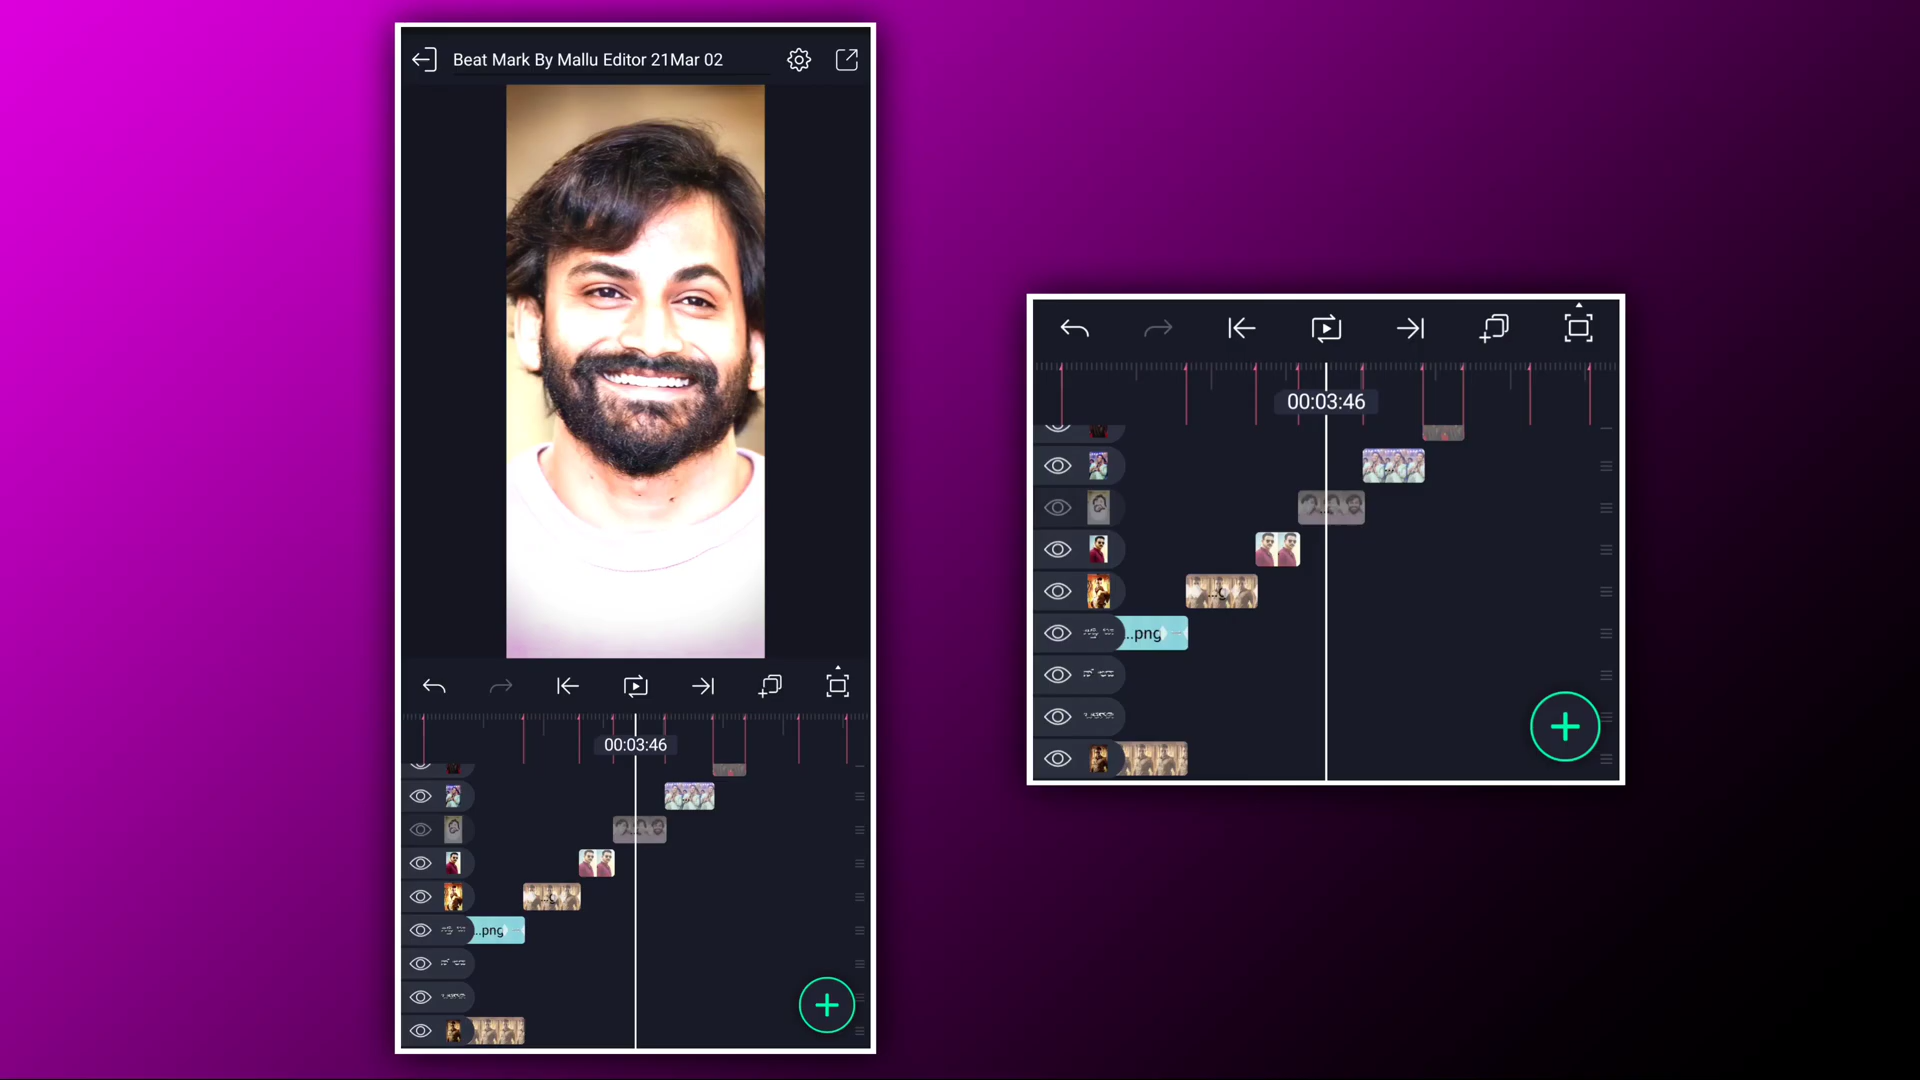 Beat Mark By Mallu Editor 21Mar 02
00:03:46
...png
00:03:46
...png